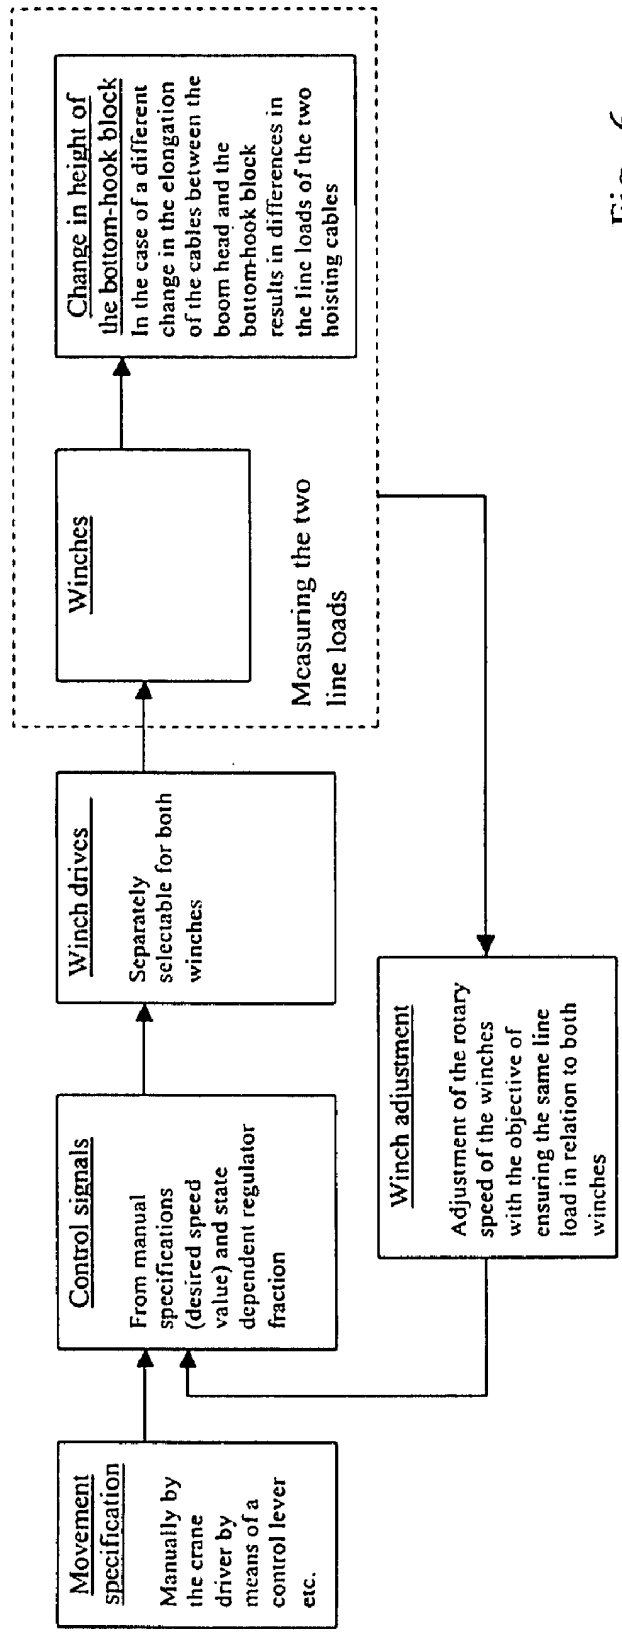 Movement
specification
Manually by
the crane
driver by
means of a
control lever
etc.
Control signals
From manual
specifications
(desired speed
value) and state
dependent regulator
fraction
Winch drives
Separately
selectable for both
winches
Winches
Measuring the two
line loads
Change in height of
the bottom-hook block
In the case of a different
change in the elongation
of the cables between the
boom head and the
bottom-hook block
results in differences in
the line loads of the two
hoisting cables
Winch adjustment
Adjustment of the rotary
speed of the winches
with the objective of
ensuring the same line
load in relation to both
winches
Fig. 6